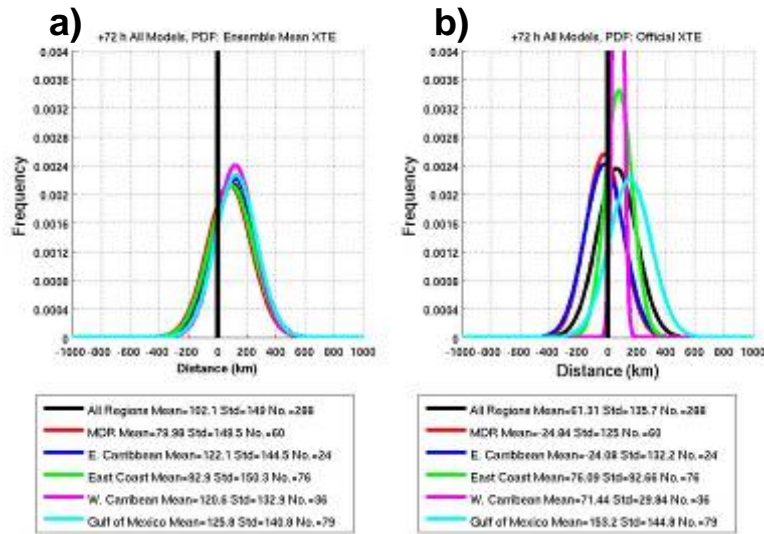 a)
+72 h All Models, PDF: Ensemble Mean XTE
0.004
0.0036
0.0032
0.0028
0.0024
0.002
0.0016
0.0012
0.0008
0.0004
0
Frequency
-1000 -800 -600 -400 -200 0 200 400 600 800 1000
Distance (km)
All Regions Mean=102.1 Std=149 No.=288
MDR Mean=79.98 Std=149.5 No.=60
E. Carribbean Mean=122.1 Std=144.5 No.=24
East Coast Mean=92.9 Std=150.3 No.=76
W. Carribbean Mean=120.6 Std=132.9 No.=36
Gulf of Mexico Mean=125.8 Std=140.8 No.=79
b)
+72 h All Models, PDF: Official XTE
0.004
0.0036
0.0032
0.0028
0.0024
0.002
0.0016
0.0012
0.0008
0.0004
0
Frequency
-1000 -800 -600 -400 -200 0 200 400 600 800 1000
Distance (km)
All Regions Mean=61.31 Std=135.7 No.=288
MDR Mean=-24.84 Std=125 No.=60
E. Carribbean Mean=-24.08 Std=132.2 No.=24
East Coast Mean=76.09 Std=92.66 No.=76
W. Carribbean Mean=71.44 Std=29.84 No.=36
Gulf of Mexico Mean=153.2 Std=144.8 No.=79